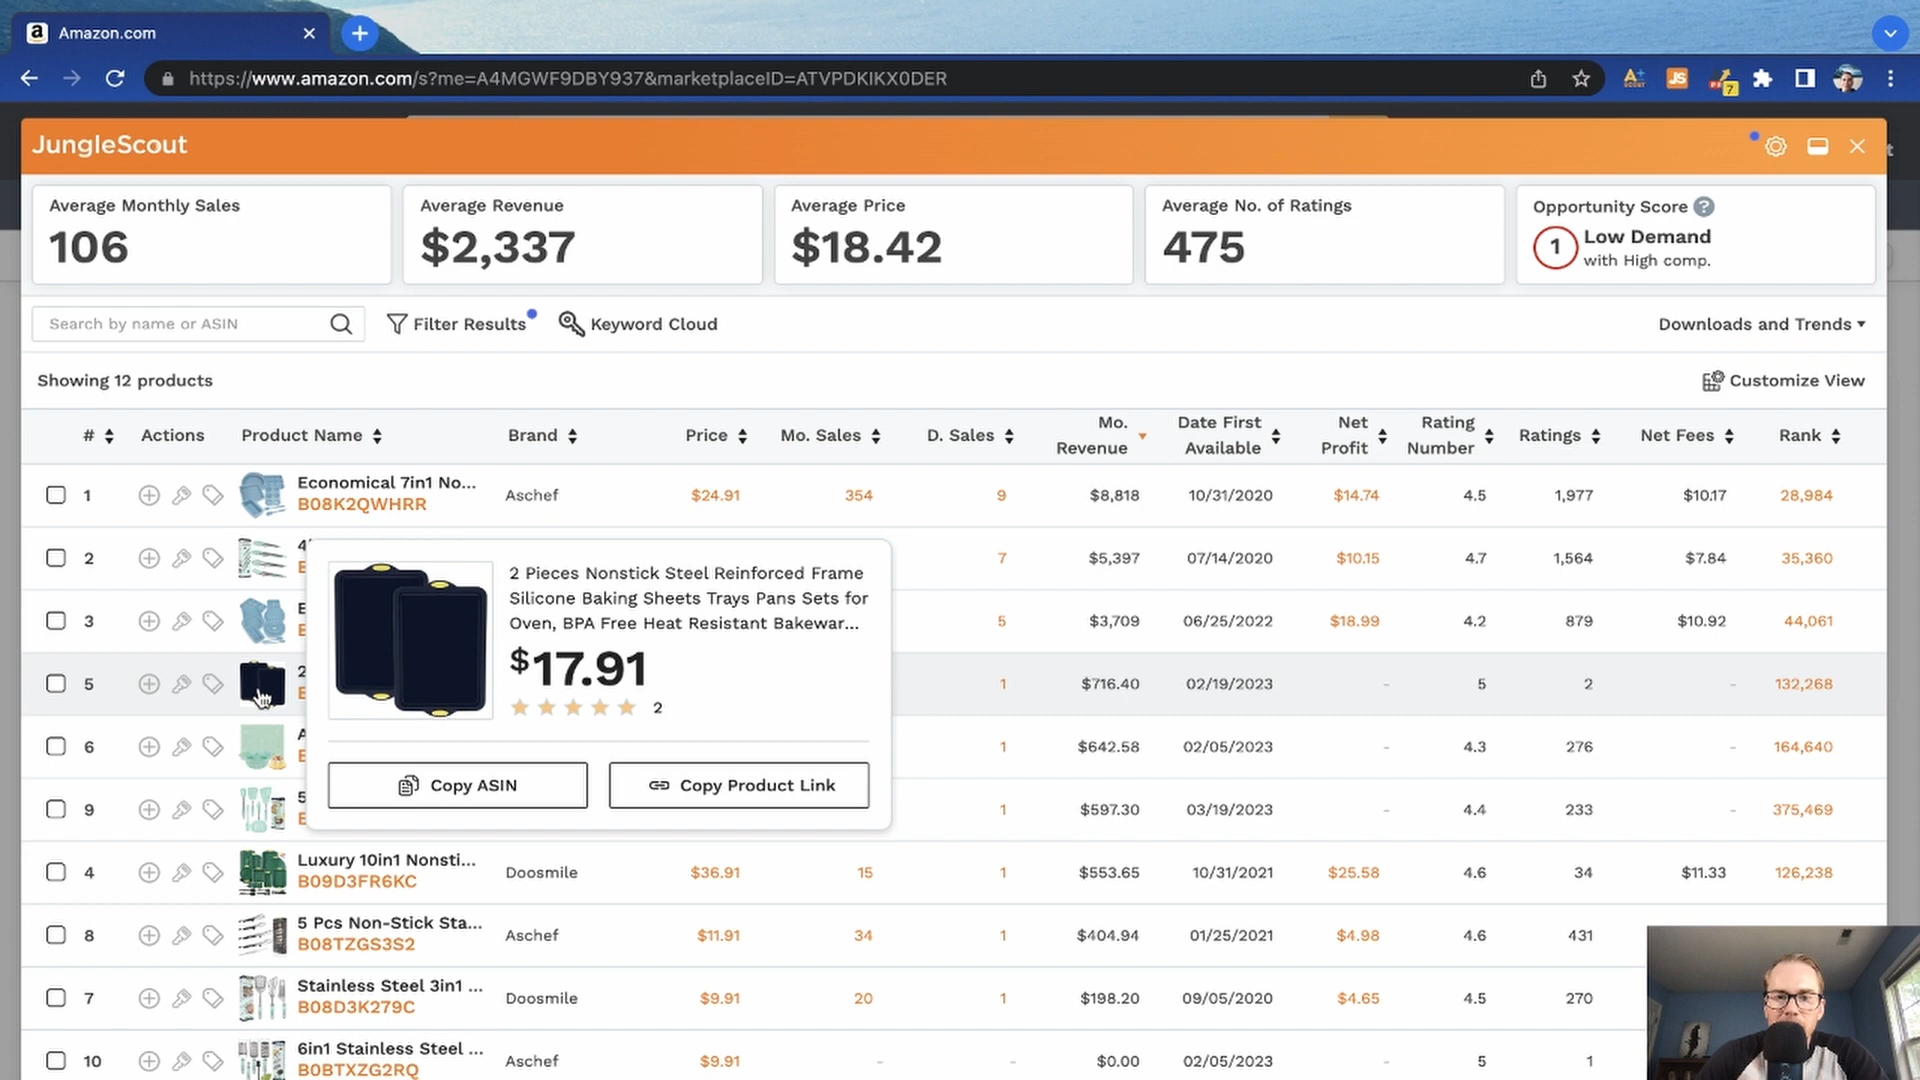 Amazon.com
https://www.amazon.com/s?me=A4MGWF9DBY937&marketplaceID=ATVPDKIKX0DER
JS
7
JungleScout
Average Monthly Sales
106
Average Revenue
$2,337
Average Price
$18.42
Average No. of Ratings
475
Opportunity Score ?
1 Low Demand
with High comp.
Search by name or ASIN
Filter Results
Keyword Cloud
Downloads and Trends
Showing 12 products
Customize View
# Actions Product Name Brand Price Mo. Sales D. Sales Mo. Revenue Date First Available Net Profit Rating Number Ratings Net Fees Rank
1 Economical 7in1 No... Aschef $24.91 354 9 $8,818 10/31/2020 $14.74 4.5 1,977 $10.17 28,984
B08K2QWHRR
2 4 7 $5,397 07/14/2020 $10.15 4.7 1,564 $7.84 35,360
3 E 5 $3,709 06/25/2022 $18.99 4.2 879 $10.92 44,061
5 2 1 $716.40 02/19/2023 - 5 2 - 132,268
6 A 1 $642.58 02/05/2023 - 4.3 276 - 164,640
9 5 1 $597.30 03/19/2023 - 4.4 233 - 375,469
2 Pieces Nonstick Steel Reinforced Frame
Silicone Baking Sheets Trays Pans Sets for
Oven, BPA Free Heat Resistant Bakewar...
$17.91
2
Copy ASIN
Copy Product Link
4 Luxury 10in1 Nonsti... Doosmile $36.91 15 1 $553.65 10/31/2021 $25.58 4.6 34 $11.33 126,238
B09D3FR6KC
8 5 Pcs Non-Stick Sta... Aschef $11.91 34 1 $404.94 01/25/2021 $4.98 4.6 431
B08TZGS3S2
7 Stainless Steel 3in1 ... Doosmile $9.91 20 1 $198.20 09/05/2020 $4.65 4.5 270
B08D3K279C
10 6in1 Stainless Steel ... Aschef $9.91 - - $0.00 02/05/2023 - 5 1
B0BTXZG2RQ